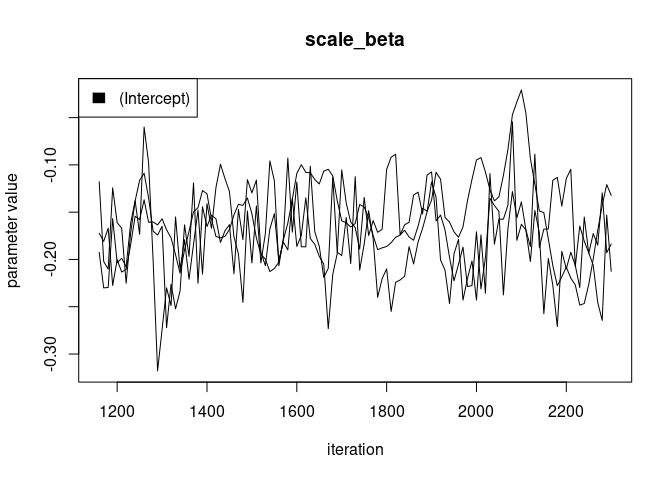 scale_beta
(Intercept)
parameter value
-0.10
-0.20
-0.30
1200 1400 1600 1800 2000 2200
iteration